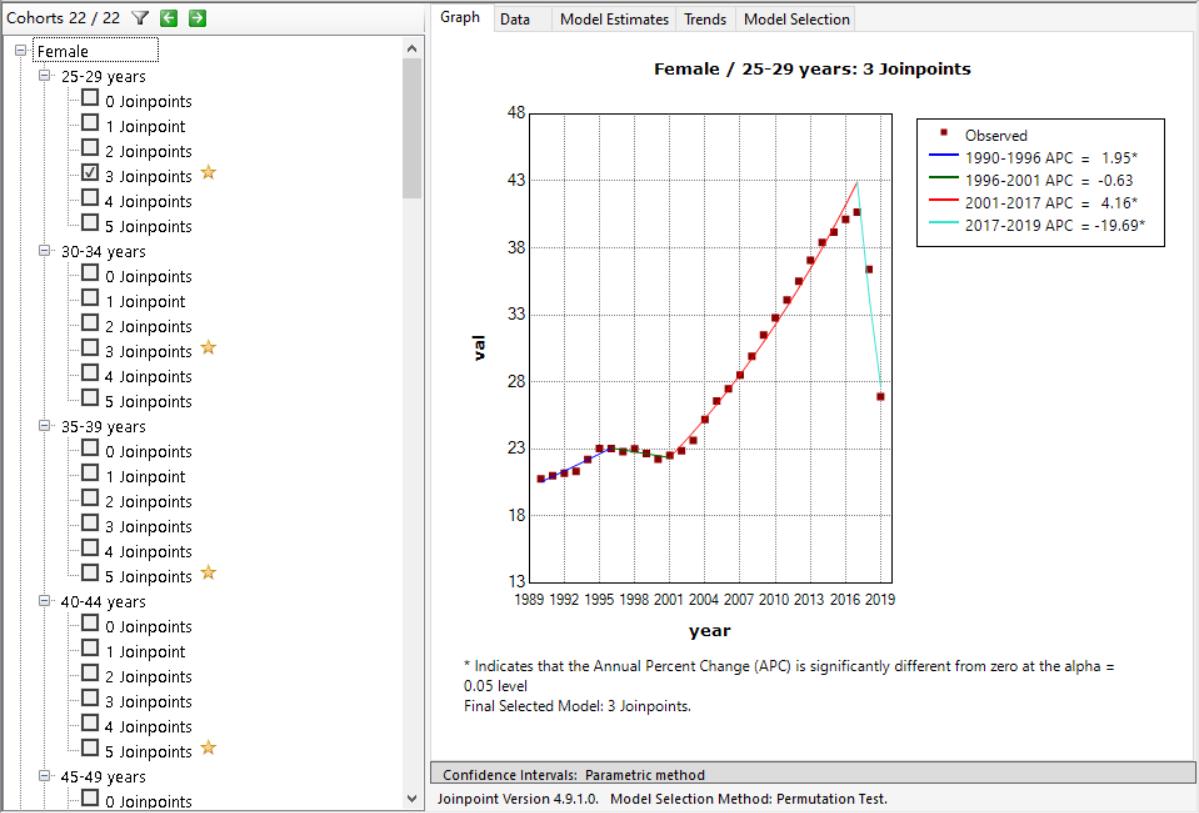 Cohorts 22 / 22
Female
25-29 years
0 Joinpoints
1 Joinpoint
2 Joinpoints
3 Joinpoints
4 Joinpoints
5 Joinpoints
30-34 years
0 Joinpoints
1 Joinpoint
2 Joinpoints
3 Joinpoints
4 Joinpoints
5 Joinpoints
35-39 years
0 Joinpoints
1 Joinpoint
2 Joinpoints
3 Joinpoints
4 Joinpoints
5 Joinpoints
40-44 years
0 Joinpoints
1 Joinpoint
2 Joinpoints
3 Joinpoints
4 Joinpoints
5 Joinpoints
45-49 years
0 Joinpoints
Graph Data Model Estimates Trends Model Selection
Female / 25-29 years: 3 Joinpoints
48
43
38
33
28
23
18
13
val
1989 1992 1995 1998 2001 2004 2007 2010 2013 2016 2019
year
Observed
1990-1996 APC = 1.95*
1996-2001 APC = -0.63
2001-2017 APC = 4.16*
2017-2019 APC = -19.69*
* Indicates that the Annual Percent Change (APC) is significantly different from zero at the alpha =
0.05 level
Final Selected Model: 3 Joinpoints.
Confidence Intervals: Parametric method
Joinpoint Version 4.9.1.0. Model Selection Method: Permutation Test.